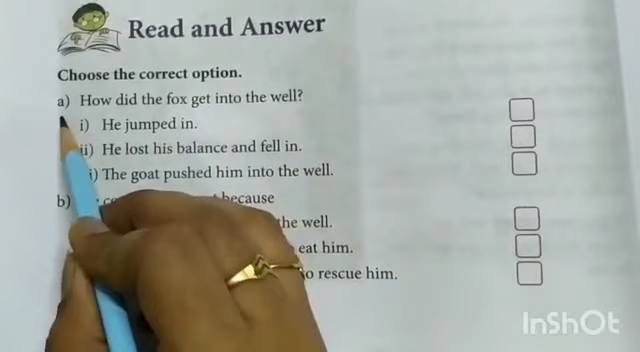 Read and Answer
Choose the correct option.
a) How did the fox get into the well?
i) He jumped in.
ii) He lost his balance and fell in.
i) The goat pushed him into the well.
b) because
the well.
eat him.
to rescue him.
InShOt